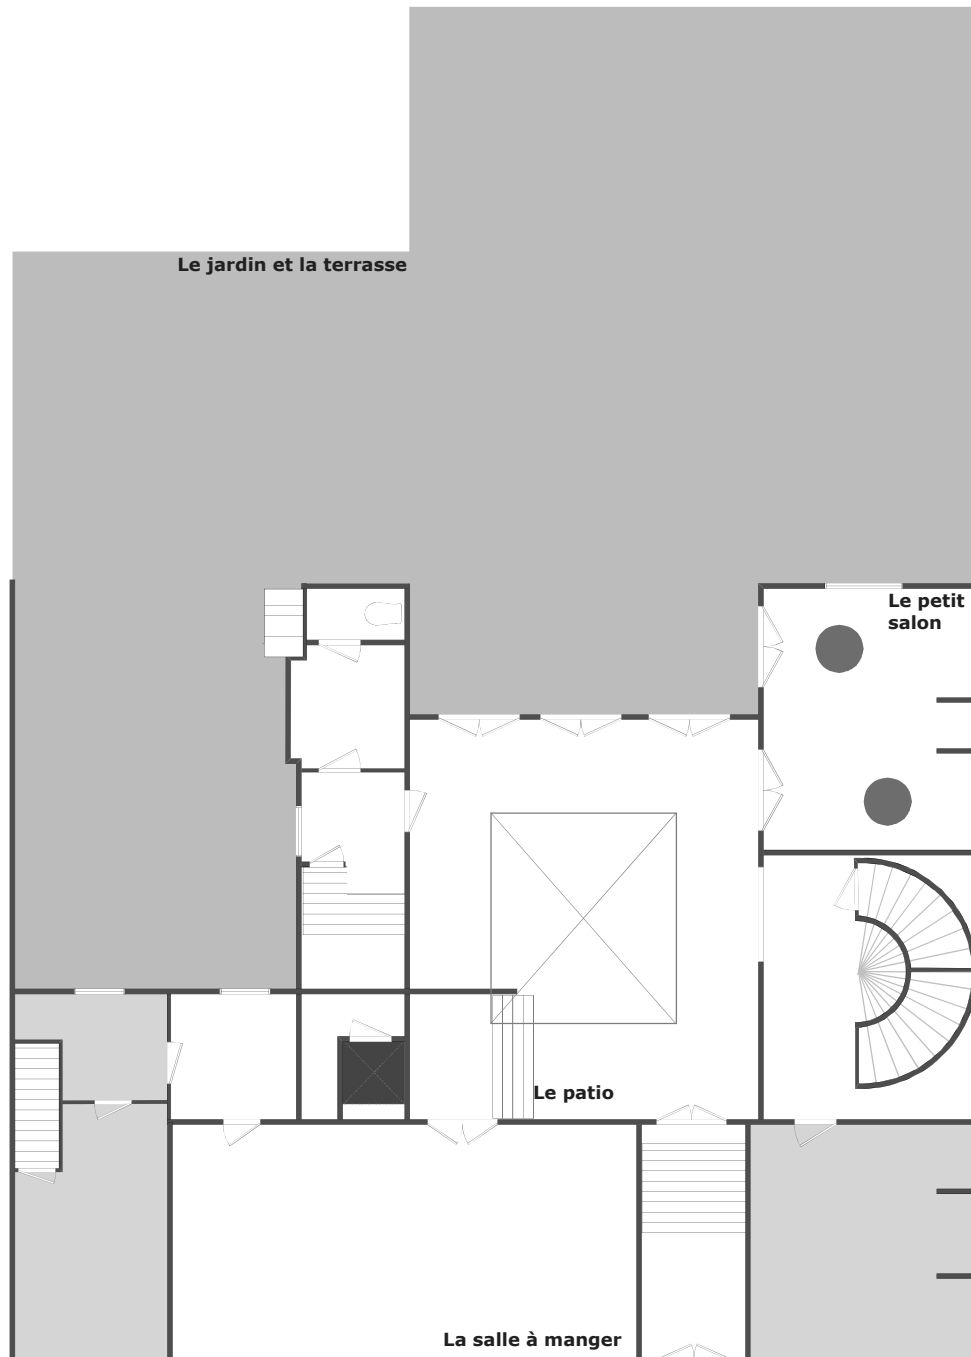 Le jardin et la terrasse
Le petit
salon
Le patio
La salle à manger